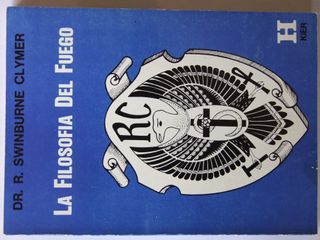 DR. R. SWINBURNE CLYMER
LA FILOSOFIA DEL FUEGO
RC
H
KIER